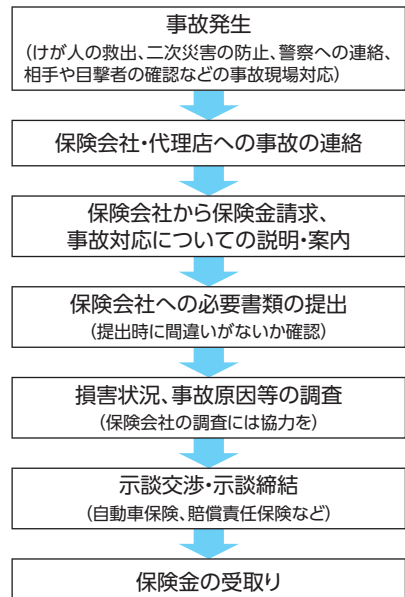 事故発生
(けが人の救出、二次災害の防止、警察への連絡、
相手や目撃者の確認などの事故現場対応)
保険会社・代理店への事故の連絡
保険会社から保険金請求、
事故対応についての説明・案内
保険会社への必要書類の提出
(提出時に間違いがないか確認)
損害状況、事故原因等の調査
(保険会社の調査には協力を)
示談交渉・示談締結
(自動車保険、賠償責任保険など)
保険金の受取り